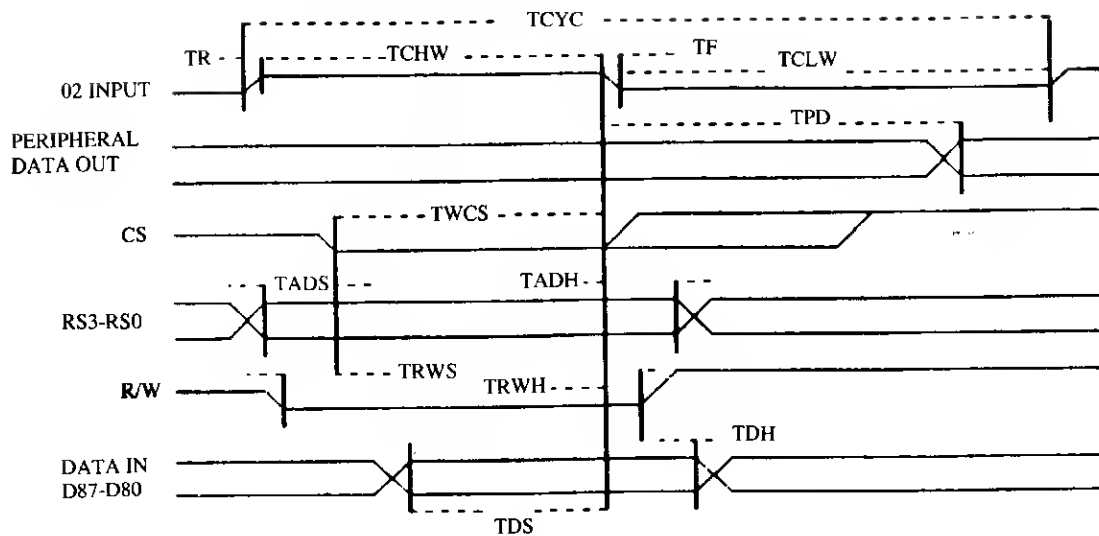 TCYC
TR TCHW TF
TCLW
02 INPUT
TPD
PERIPHERAL
DATA OUT
TWCS
CS
TADS TADH
RS3-RS0
TRWS TRWH
R/W
TDH
DATA IN
D87-D80
TDS